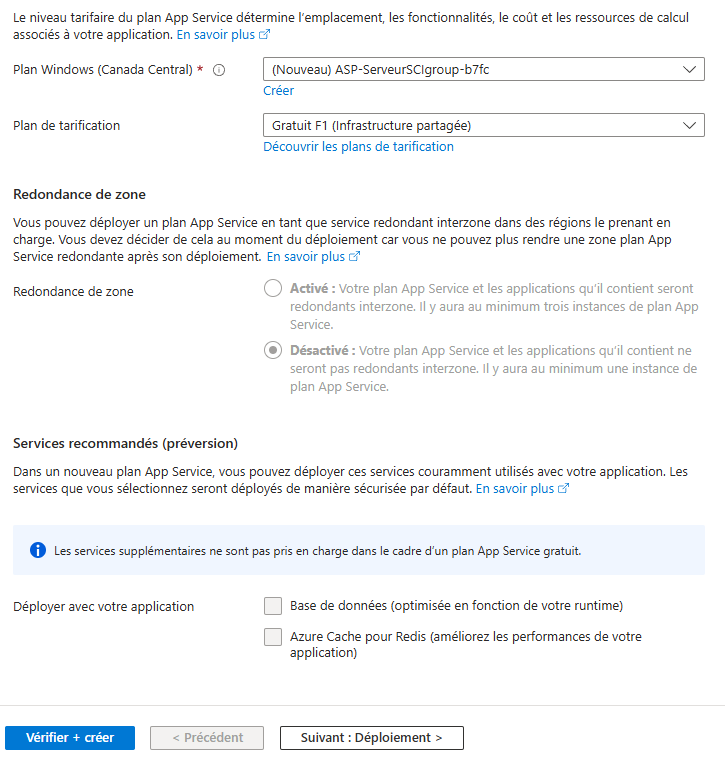 Le niveau tarifaire du plan App Service détermine l'emplacement, les fonctionnalités, le coût et les ressources de calcul
associés à votre application. En savoir plus
Plan Windows (Canada Central) *
(Nouveau) ASP-ServeurSCIgroup-b7fc
Créer
Plan de tarification
Gratuit F1 (Infrastructure partagée)
Découvrir les plans de tarification
Redondance de zone
Vous pouvez déployer un plan App Service en tant que service redondant interzone dans des régions le prenant en
charge. Vous devez décider de cela au moment du déploiement car vous ne pouvez plus rendre une zone plan App
Service redondante après son déploiement. En savoir plus
Redondance de zone
Activé : Votre plan App Service et les applications qu'il contient seront
redondants interzone. Il y aura au minimum trois instances de plan App
Service.
Désactivé : Votre plan App Service et les applications qu'il contient ne
seront pas redondants interzone. Il y aura au minimum une instance de
plan App Service.
Services recommandés (préversion)
Dans un nouveau plan App Service, vous pouvez déployer ces services couramment utilisés avec votre application. Les
services que vous sélectionnez seront déployés de manière sécurisée par défaut. En savoir plus
Les services supplémentaires ne sont pas pris en charge dans le cadre d'un plan App Service gratuit.
Déployer avec votre application
Base de données (optimisée en fonction de votre runtime)
Azure Cache pour Redis (améliorez les performances de votre
application)
Vérifier + créer
< Précédent
Suivant : Déploiement >